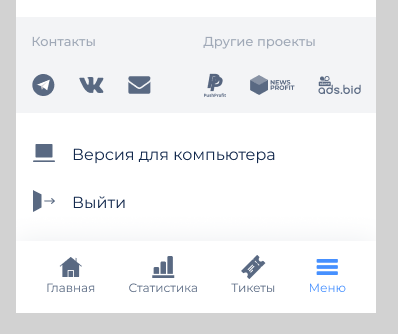 Контакты
Другие проекты
PushProfit
NEWS
PROFIT
ads.bid
Версия для компьютера
Выйти
Главная
Статистика
Тикеты
Меню